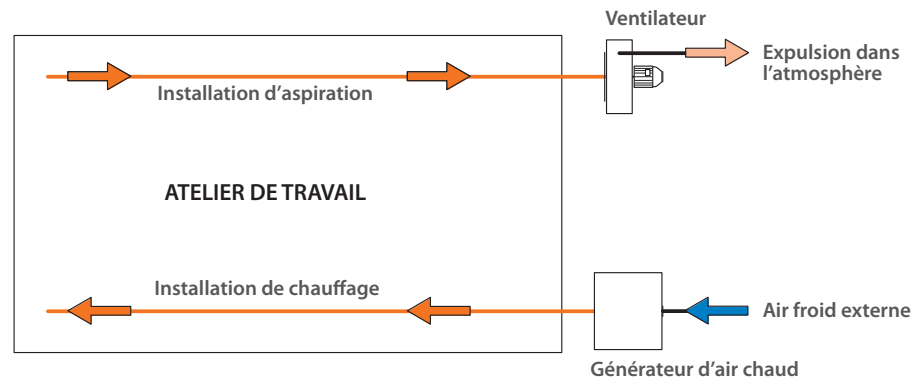 Ventilateur
Expulsion dans
l’atmosphère
Installation d’aspiration
ATELIER DE TRAVAIL
Installation de chauffage
Air froid externe
Générateur d’air chaud